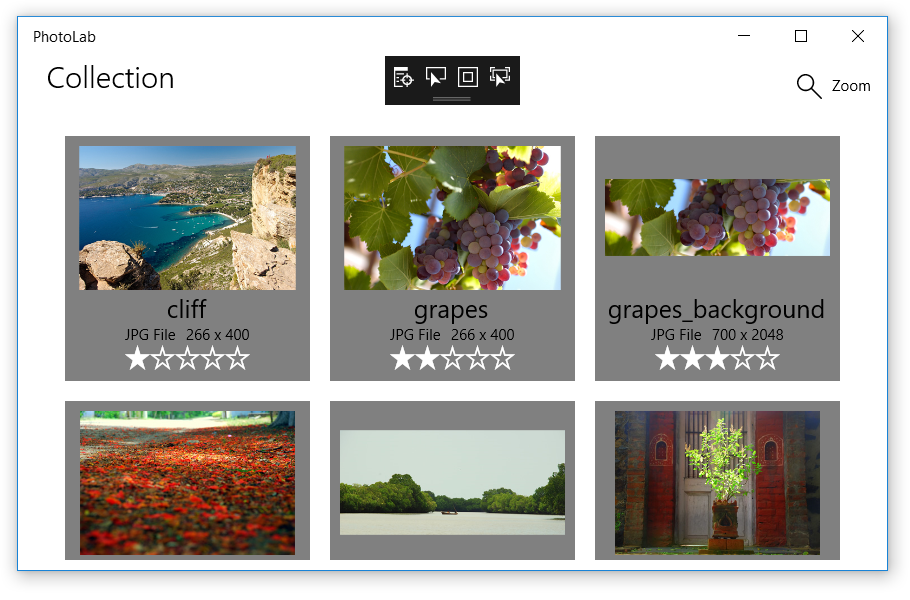 PhotoLab
Collection
Zoom
cliff
JPG File 266 x 400
grapes
JPG File 266 x 400
grapes_background
JPG File 700 x 2048